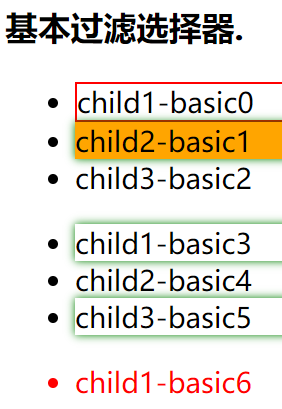 基本过滤选择器.
child1-basic0
child2-basic1
child3-basic2
child1-basic3
child2-basic4
child3-basic5
child1-basic6